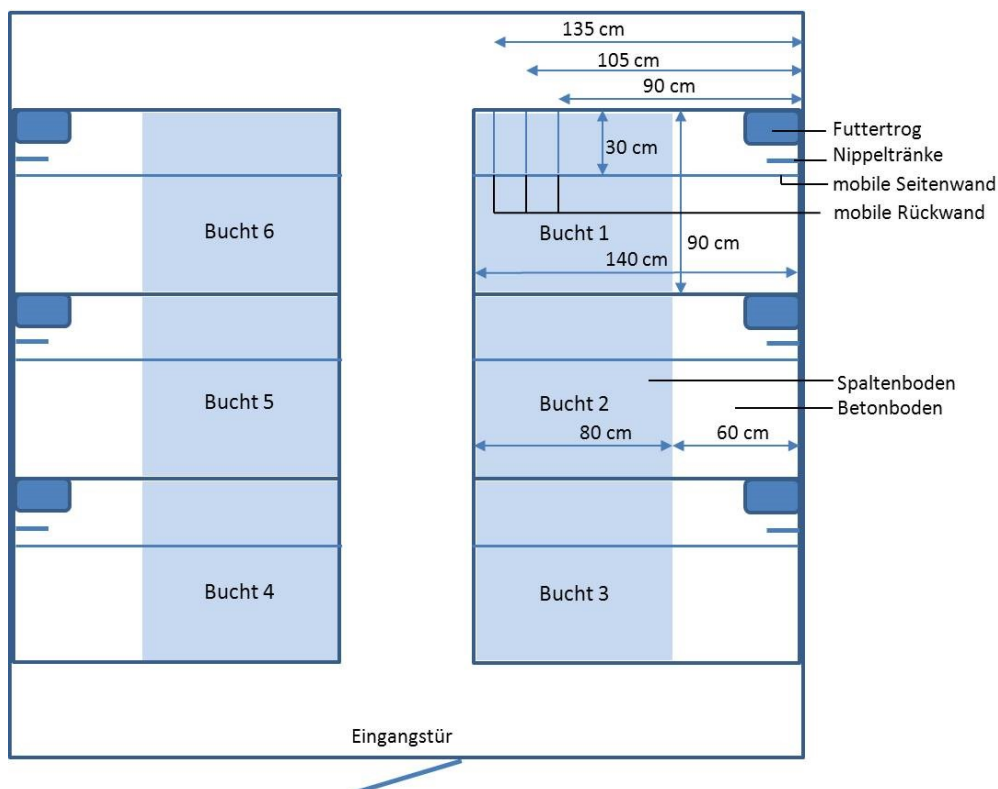 135 cm
105 cm
90 cm
Futtertrog
30 cm
Nippeltränke
mobile Seitenwand
mobile Rückwand
Bucht 6
Bucht 1
90 cm
140 cm
Spaltenboden
Bucht 5
Bucht 2
Betonboden
80 cm
60 cm
Bucht 4
Bucht 3
Eingangstür